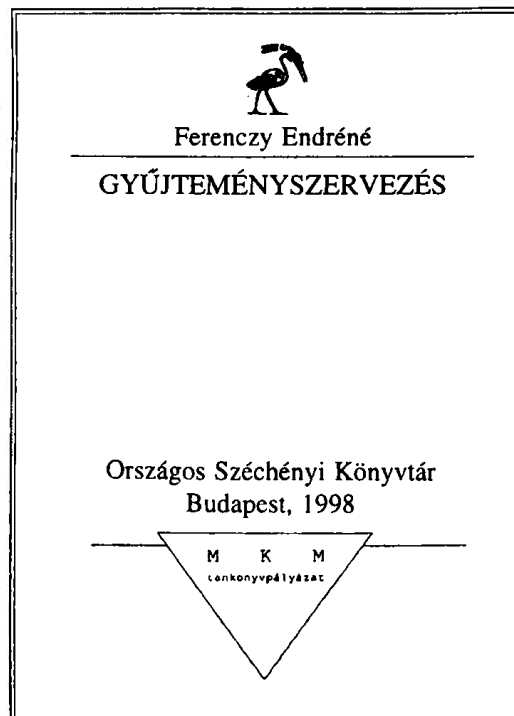 Ferenczy Endréné
GYŰJTEMÉNYSZERVEZÉS
Országos Széchényi Könyvtár
Budapest, 1998
M K M
tankonyvpályázat